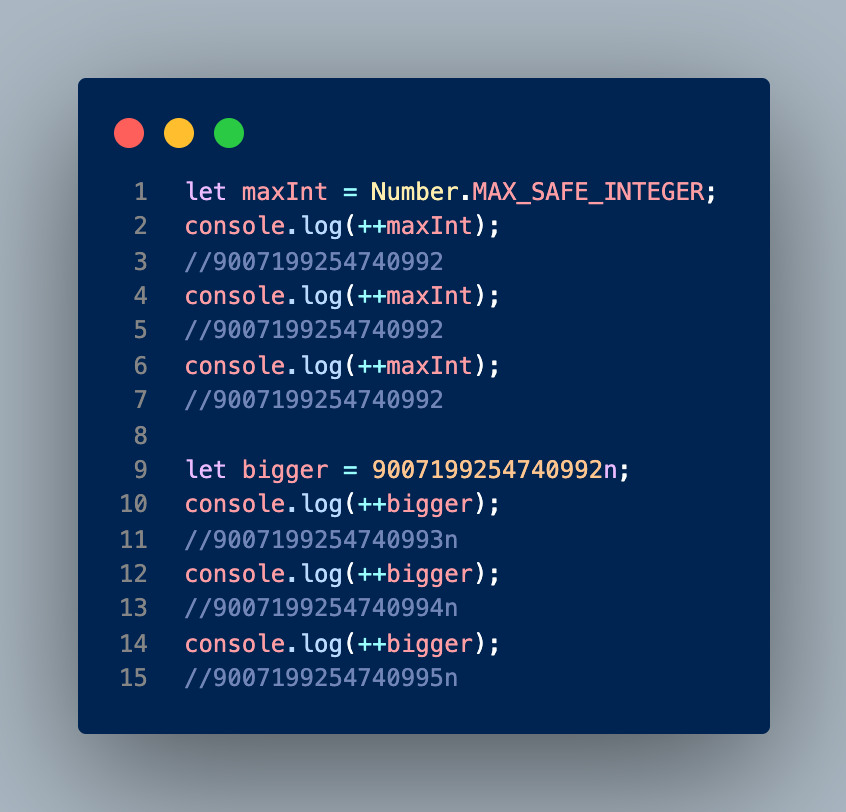 1 let maxInt = Number.MAX_SAFE_INTEGER;
2 console.log(++maxInt);
3 //9007199254740992
4 console.log(++maxInt);
5 //9007199254740992
6 console.log(++maxInt);
7 //9007199254740992
8
9 let bigger = 9007199254740992n;
10 console.log(++bigger);
11 //9007199254740993n
12 console.log(++bigger);
13 //9007199254740994n
14 console.log(++bigger);
15 //9007199254740995n